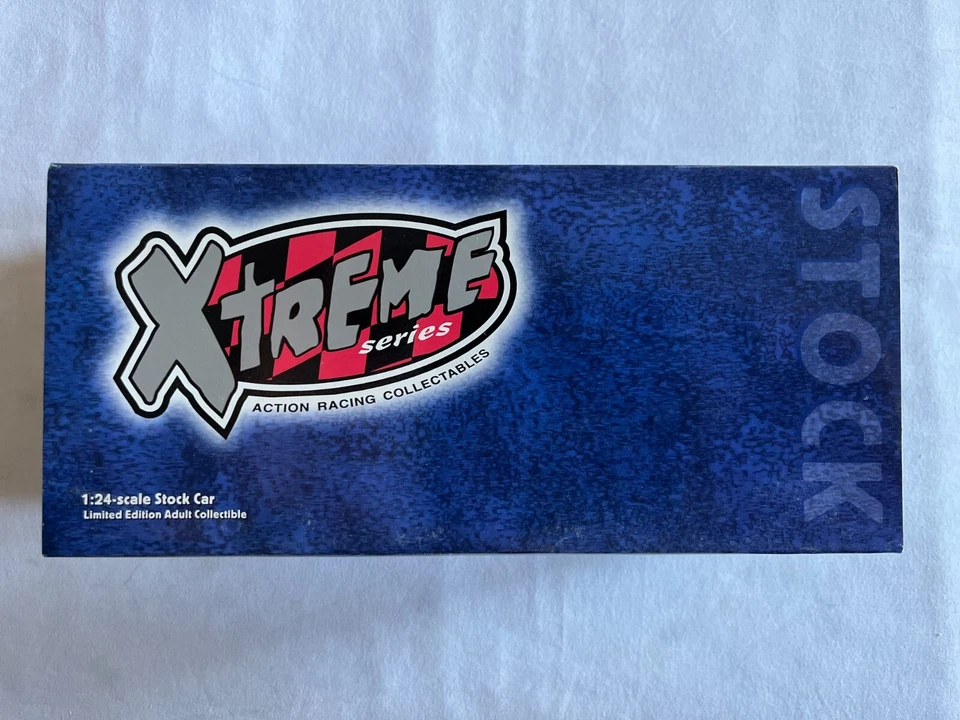 XTREME
series
ACTION RACING COLLECTABLES
1:24-scale Stock Car
Limited Edition Adult Collectible
STOCK